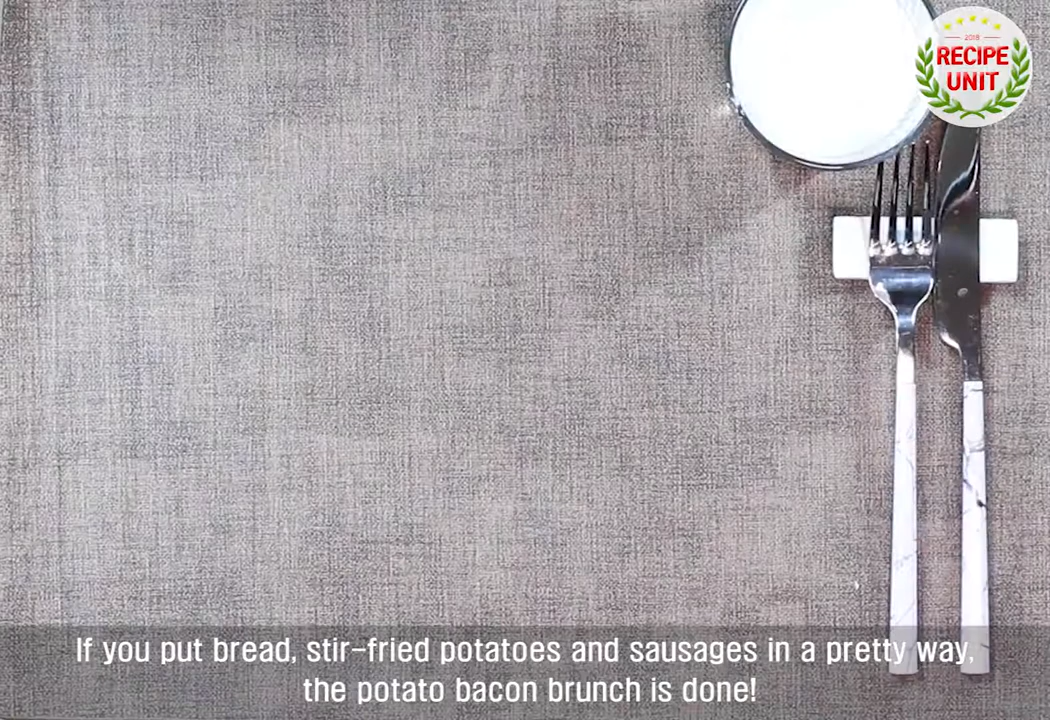 2018
RECIPE
UNIT
If you put bread, stir-fried potatoes and sausages in a pretty way,
the potato bacon brunch is done!